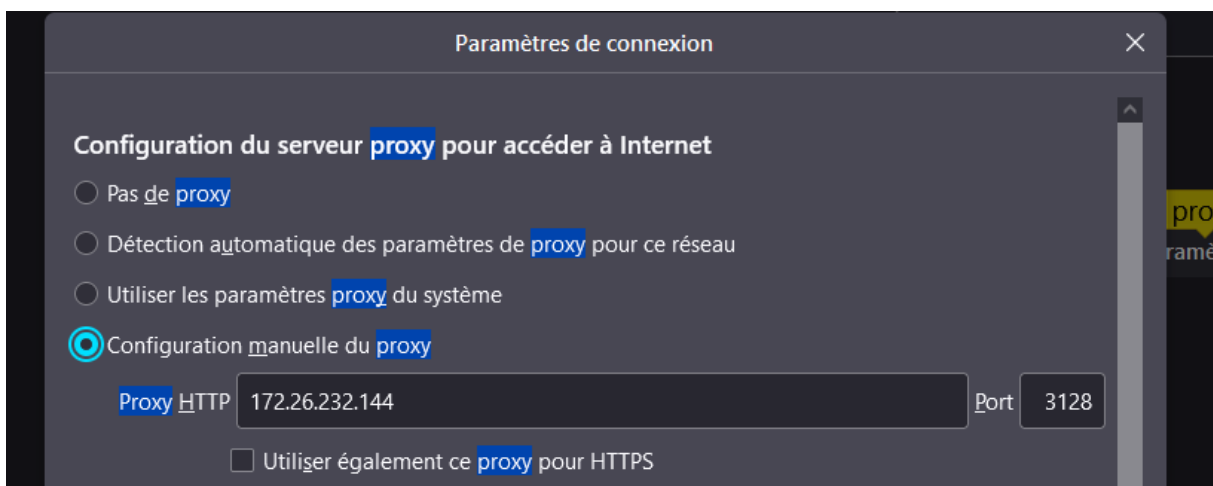 Paramètres de connexion
Configuration du serveur proxy pour accéder à Internet
Pas de proxy
Détection automatique des paramètres de proxy pour ce réseau
Utiliser les paramètres proxy du système
Configuration manuelle du proxy
Proxy HTTP 172.26.232.144 Port 3128
Utiliser également ce proxy pour HTTPS
pro
ramè